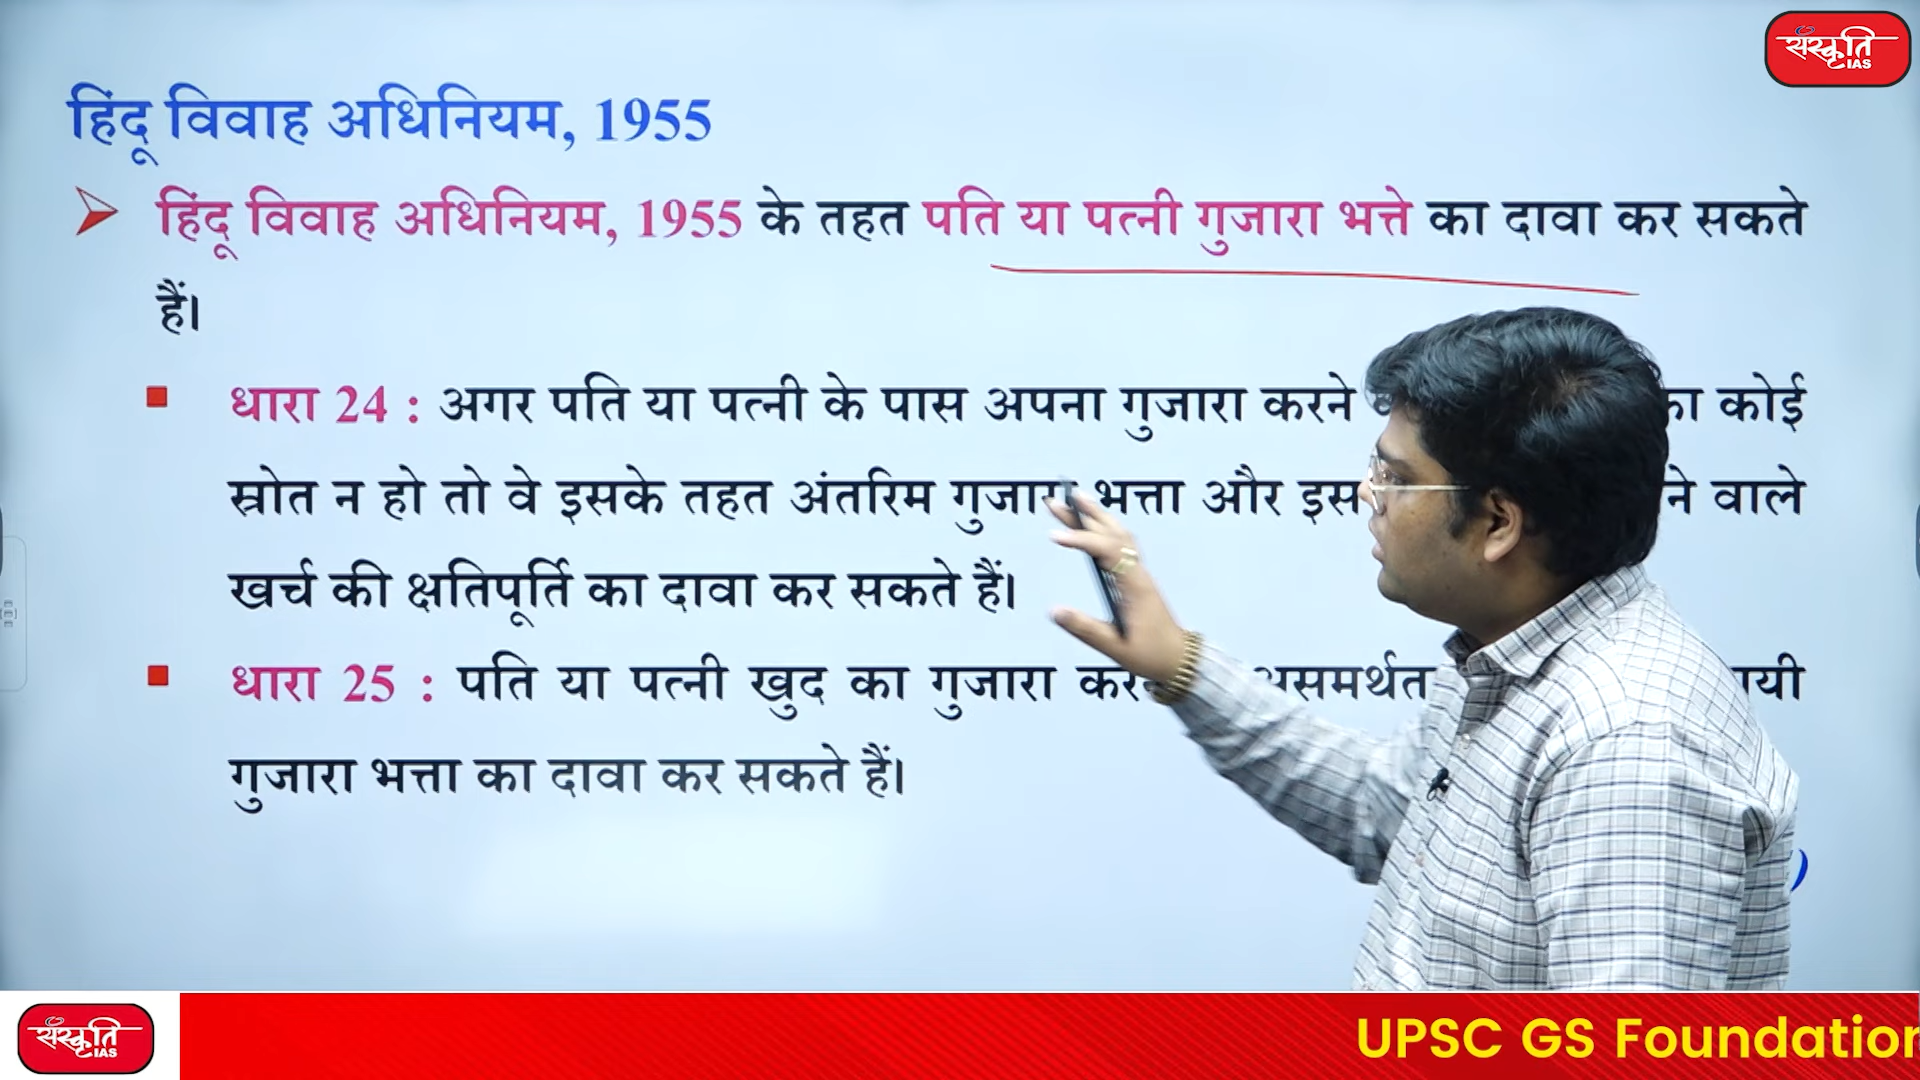 संस्कृति
IAS
हिंदू विवाह अधिनियम, 1955
हिंदू विवाह अधिनियम, 1955 के तहत पति या पत्नी गुजारा भत्ते का दावा कर सकते
हैं।
धारा 24 : अगर पति या पत्नी के पास अपना गुजारा करने का कोई
स्रोत न हो तो वे इसके तहत अंतरिम गुजारा भत्ता और इस वाले
खर्च की क्षतिपूर्ति का दावा कर सकते हैं।
धारा 25 : पति या पत्नी खुद का गुजारा
गुजारा भत्ता का दावा कर सकते हैं।
संस्कृति
IAS
UPSC GS Foundation